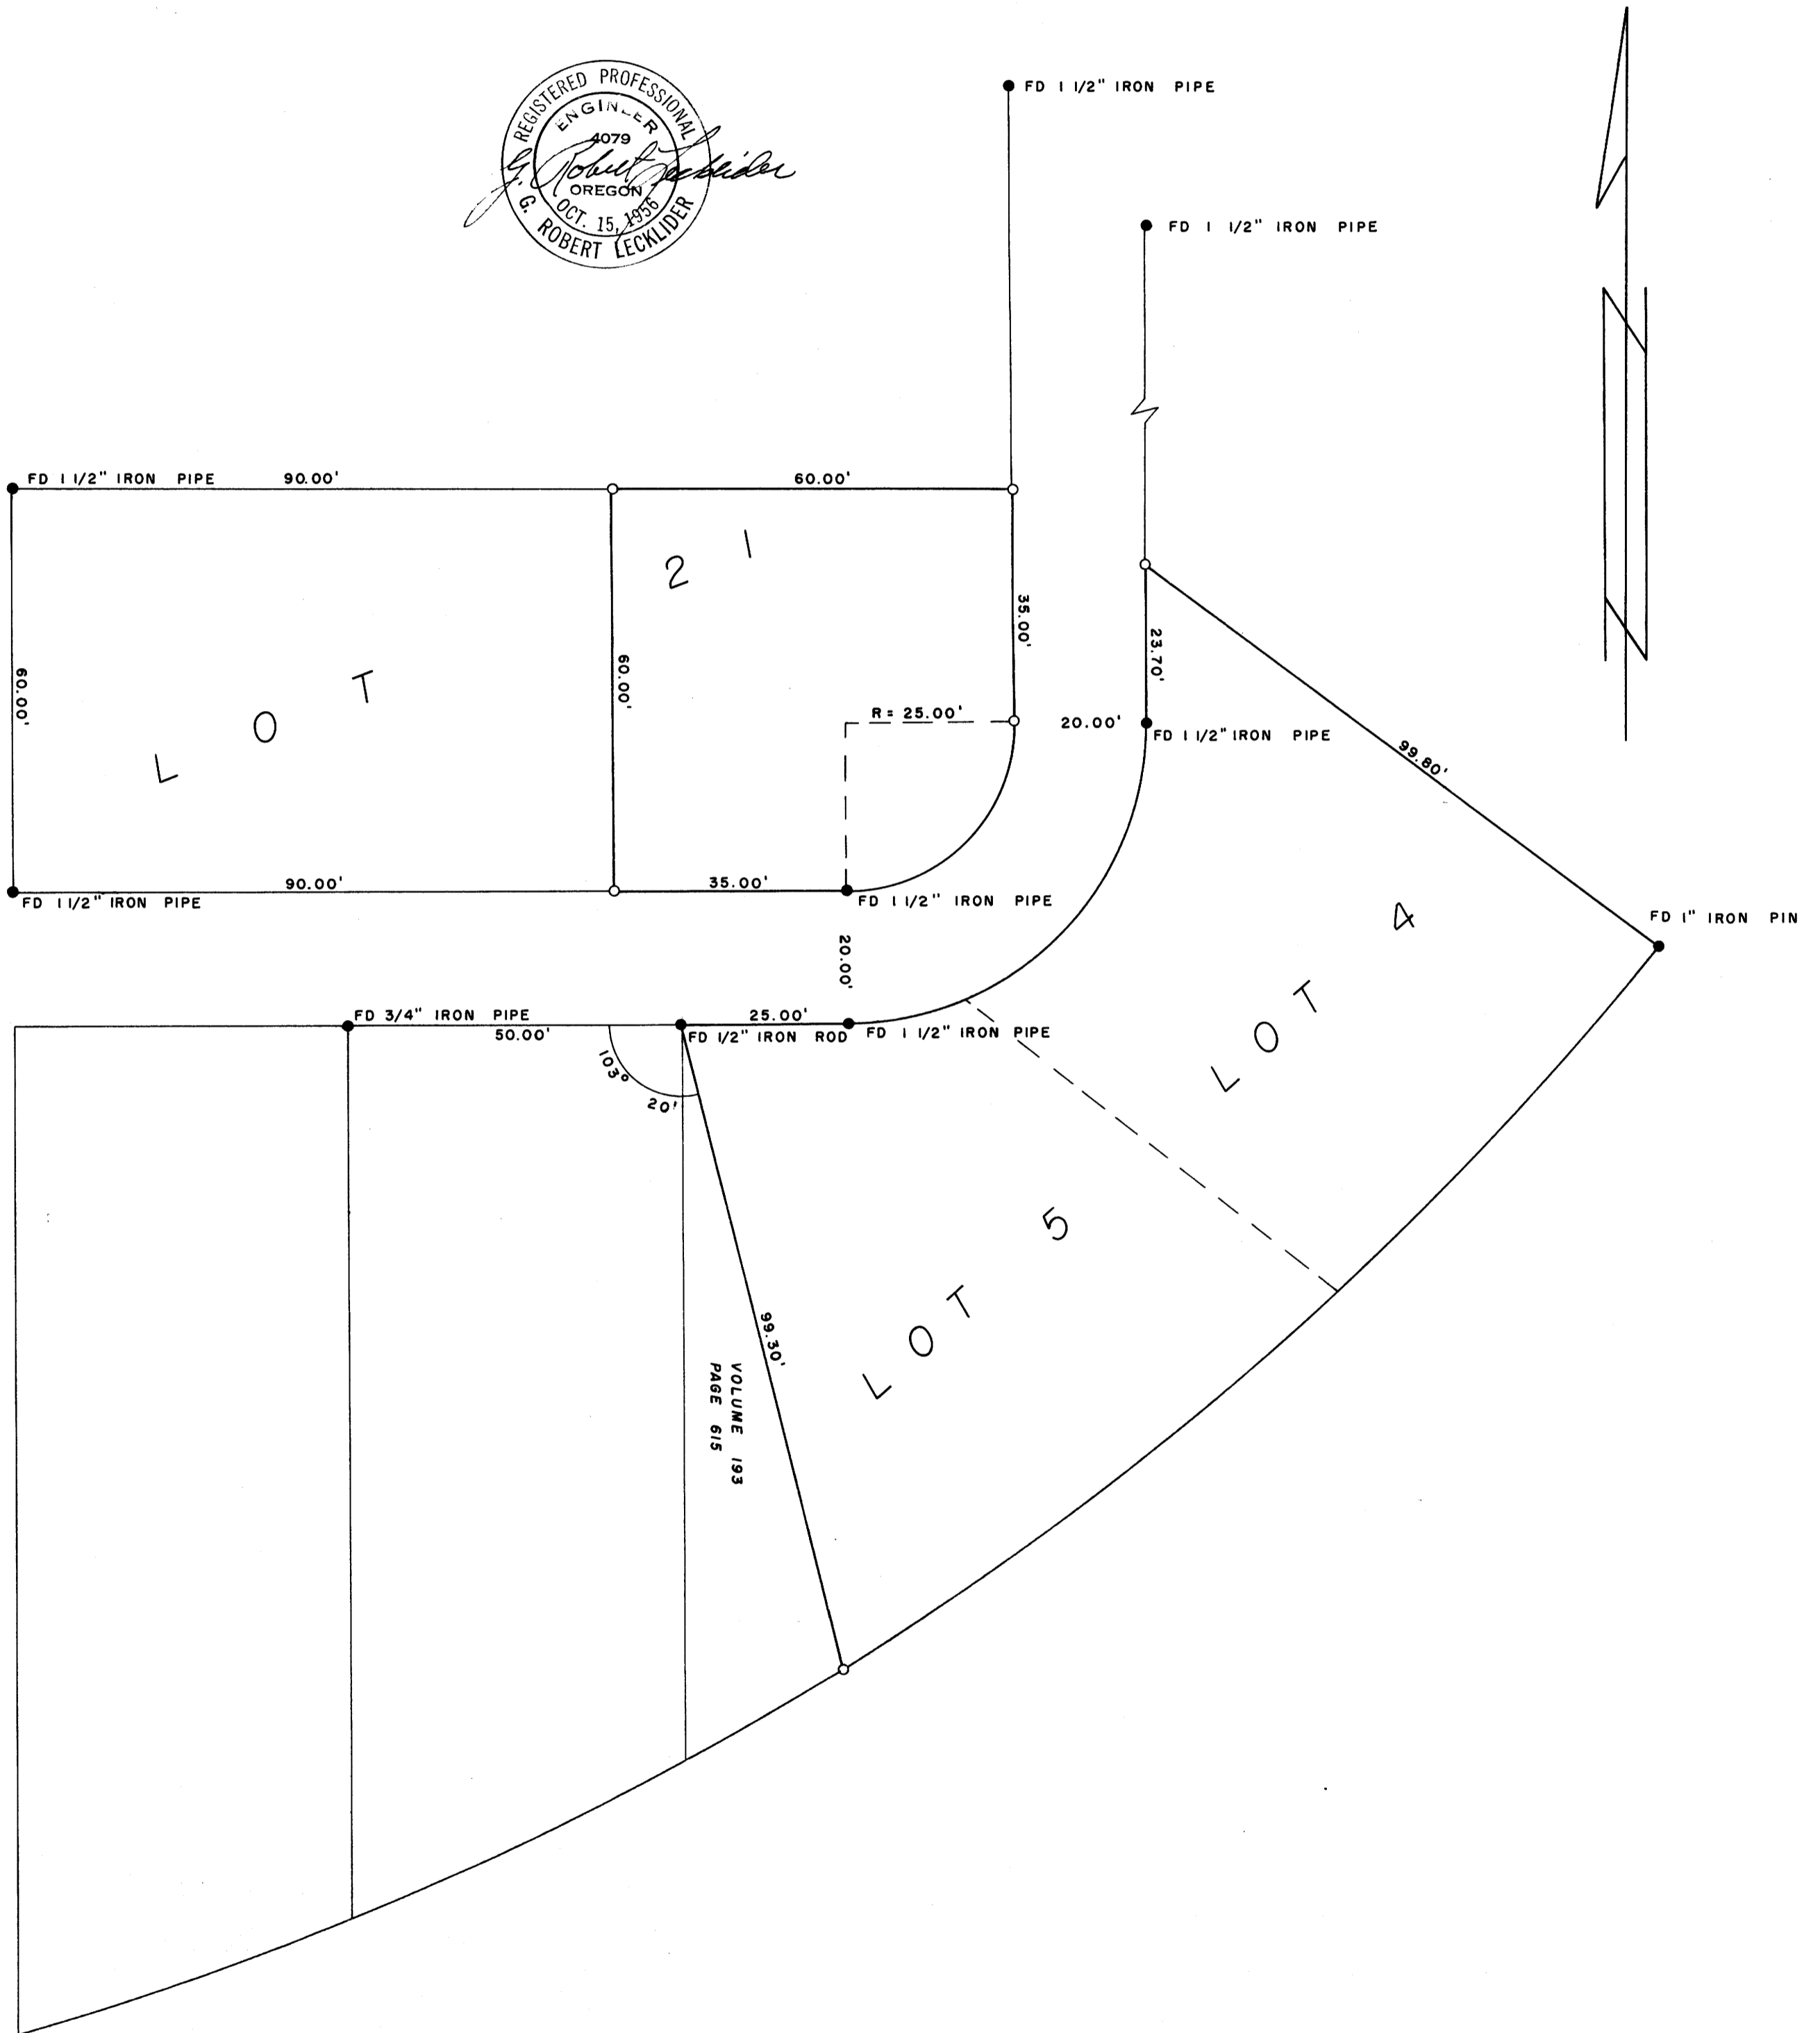 REGISTERED PROFESSIONAL
ENGINEER
4079
G. Robert Lecklider
OREGON
OCT. 15, 1956
G. ROBERT LECKLIDER
FD 1 1/2" IRON PIPE
FD 1 1/2" IRON PIPE
FD 1 1/2" IRON PIPE 90.00'
60.00'
LOT 21
60.00'
60.00'
35.00'
23.70'
R = 25.00'
20.00'
FD 1 1/2" IRON PIPE
99.80'
90.00'
35.00'
FD 1 1/2" IRON PIPE
FD 1 1/2" IRON PIPE
FD 1" IRON PIN
LOT 4
20.00'
FD 3/4" IRON PIPE
50.00'
25.00'
FD 1/2" IRON ROD
FD 1 1/2" IRON PIPE
103° 20'
LOT 5
99.30'
VOLUME 193
PAGE 615